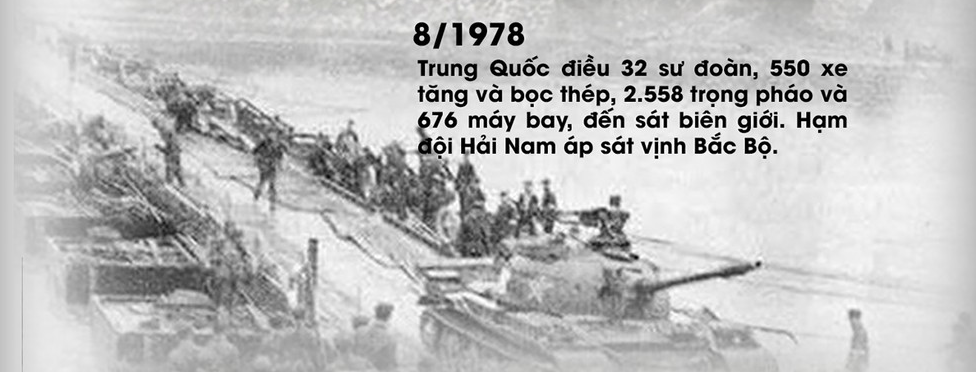 8/1978
Trung Quốc điều 32 sư đoàn, 550 xe
tăng và bọc thép, 2.558 trọng pháo và
676 máy bay, đến sát biên giới. Hạm
đội Hải Nam áp sát vịnh Bắc Bộ.